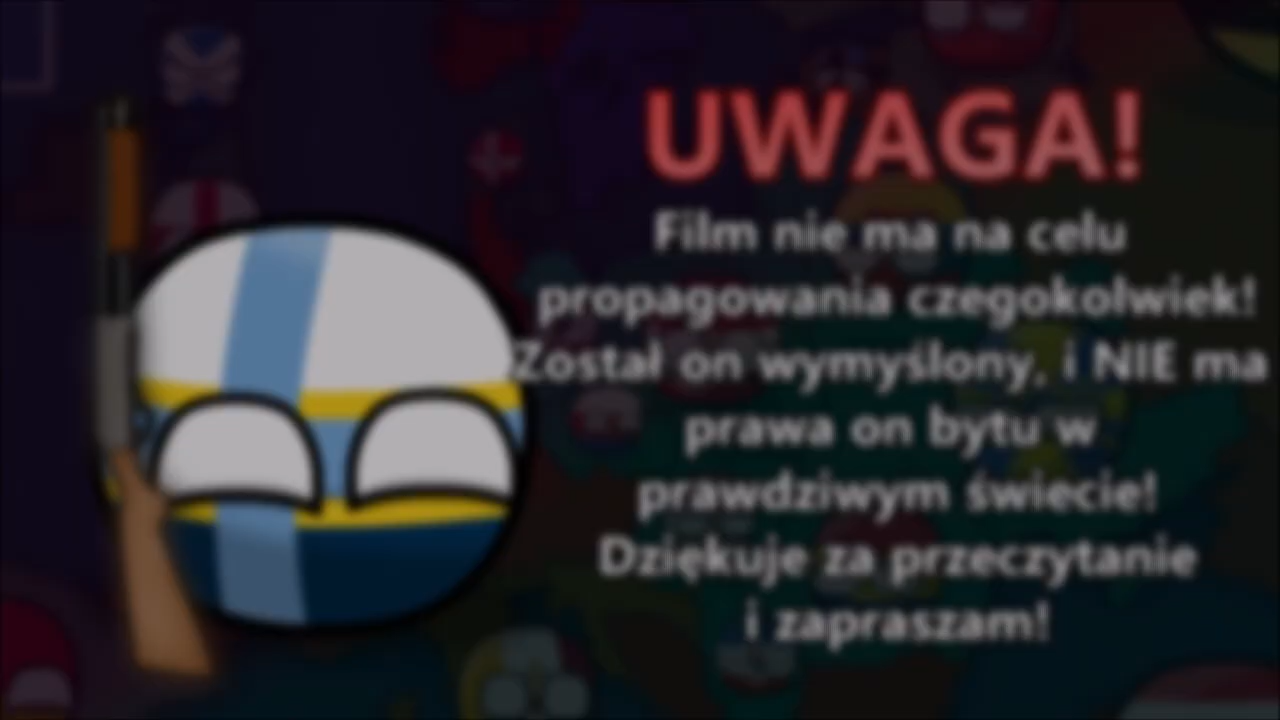 UWAGA!
Film nie ma na celu
propagowania czegokolwiek!
Został on wymyślony, i NIE ma
prawa on bytu w
prawdziwym świecie!
Dziękuje za przeczytanie
i zapraszam!